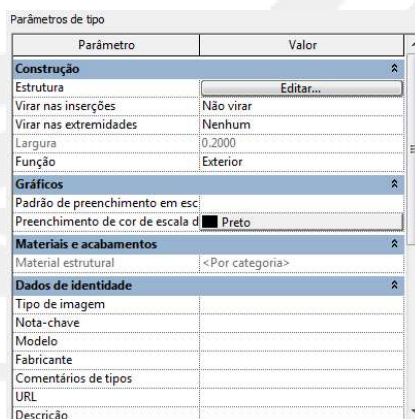 Parâmetros de tipo
Parâmetro Valor
Construção
Estrutura Editar...
Virar nas inserções Não virar
Virar nas extremidades Nenhum
Largura 0.2000
Função Exterior
Gráficos
Padrão de preenchimento em esc
Preenchimento de cor de escala d Preto
Materiais e acabamentos
Material estrutural <Por categoria>
Dados de identidade
Tipo de imagem
Nota-chave
Modelo
Fabricante
Comentários de tipos
URL
Descrição